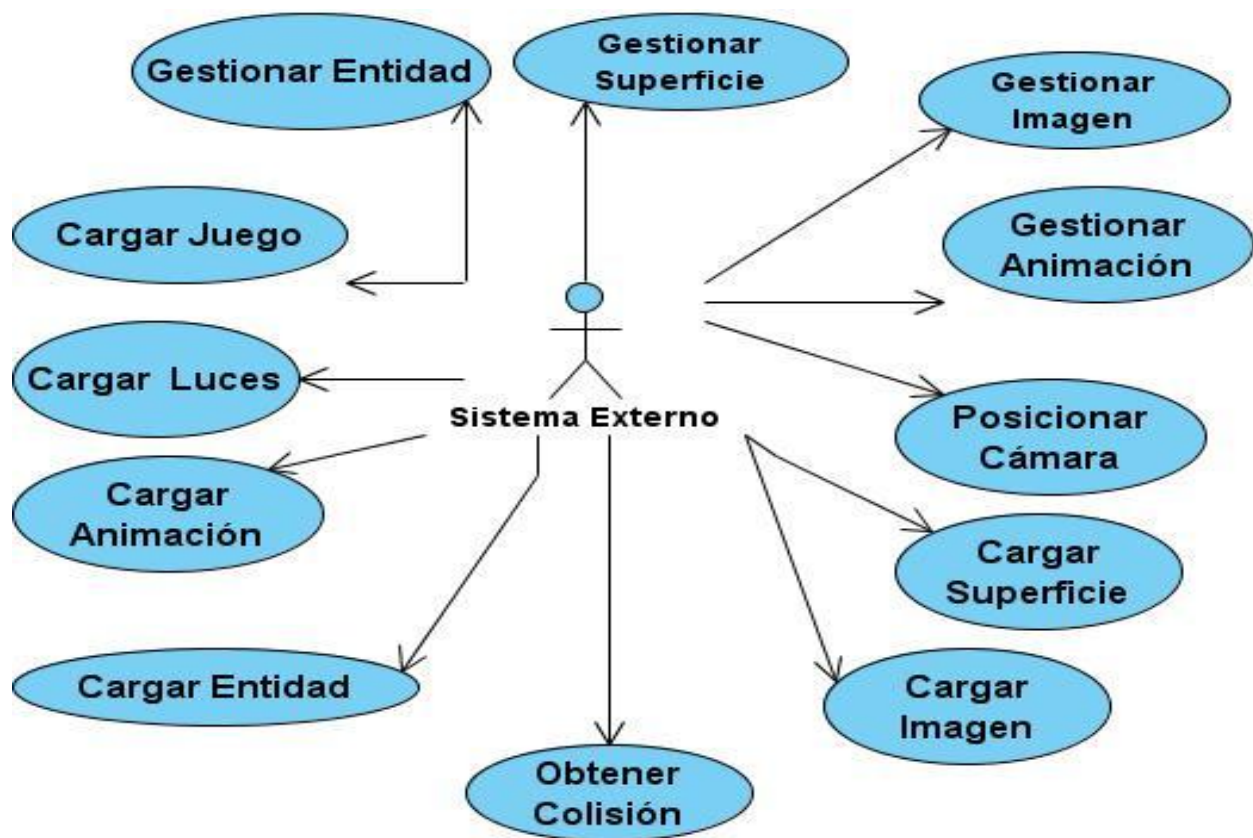 Gestionar Entidad
Gestionar
Superficie
Gestionar
Imagen
Cargar Juego
Gestionar
Animación
Cargar Luces
Sistema Externo
Posicionar
Cámara
Cargar
Animación
Cargar
Superficie
Cargar Entidad
Cargar
Imagen
Obtener
Colisión